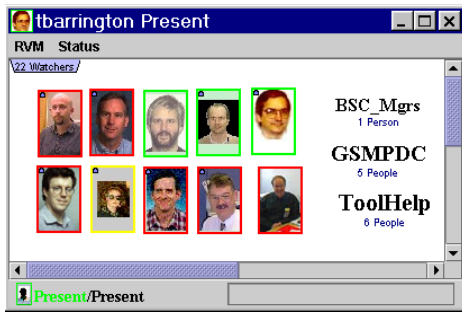 tbarrington Present
RVM Status
22 Watchers
BSC_Mgrs
1 Person
GSMPDC
5 People
ToolHelp
6 People
Present/Present